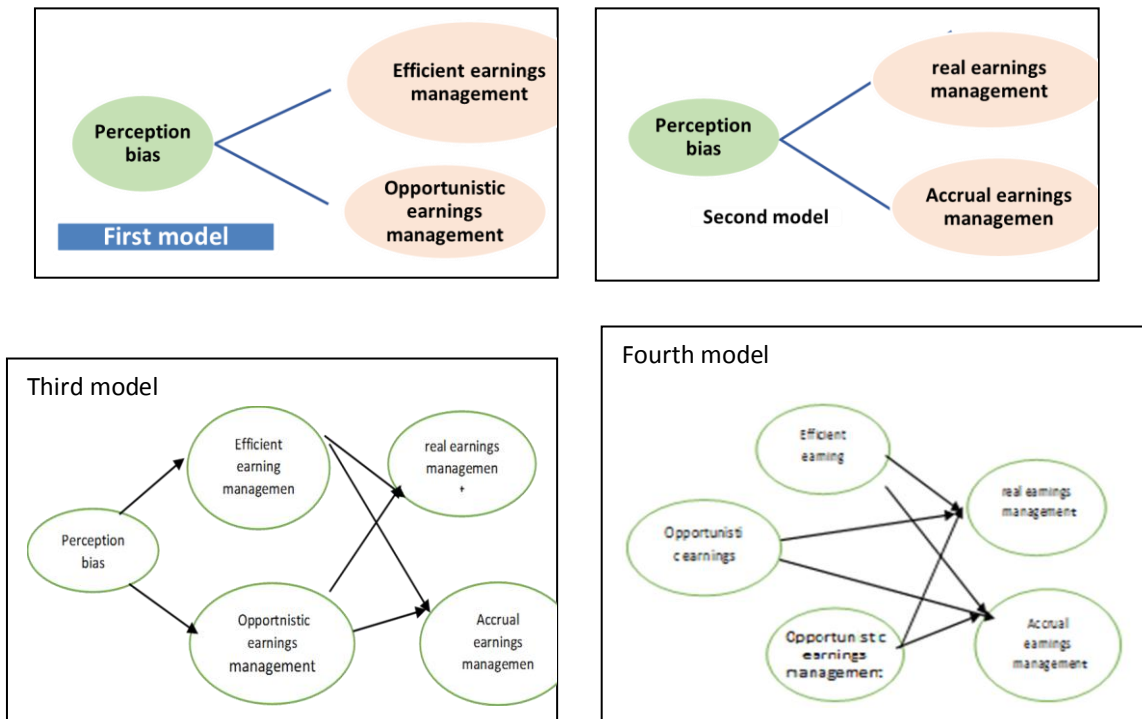 Efficient earnings
management
Perception
bias
Opportunistic
earnings
management
First model
real earnings
management
Perception
bias
Accrual earnings
managemen
Second model
Third model
Efficient
earning
managemen
real earnings
managemen
+
Perception
bias
Opportnistic
earnings
management
Accrual
earnings
managemen
Fourth model
Efficient
earning
real earnings
management
Opportunisti
c earnings
Opportunistc
earnings
management
Accrual
earnings
management